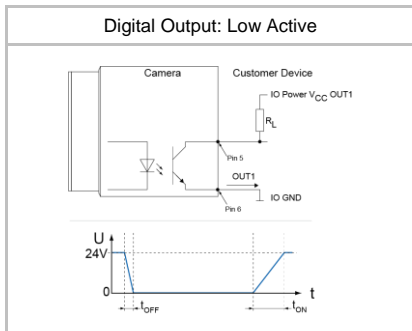 Digital Output: Low Active
Camera Customer Device
IO Power VCC OUT1
RL
Pin 5
OUT1
IO GND
Pin 6
U
24V
0
t
tOFF tON